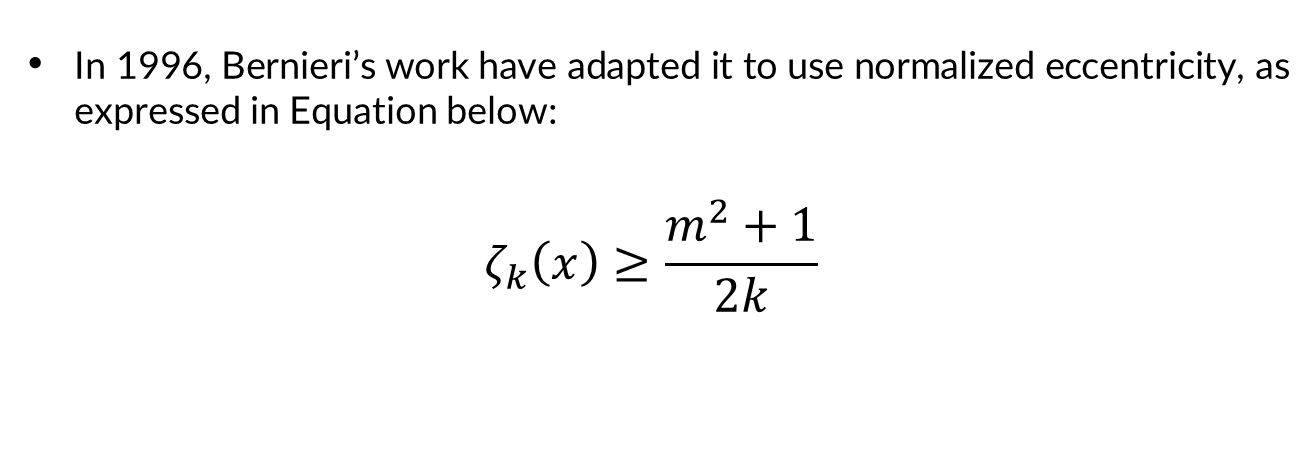 • In 1996, Bernieri’s work have adapted it to use normalized eccentricity, as
expressed in Equation below:
ζₖ(x) ≥ (m² + 1) / 2k